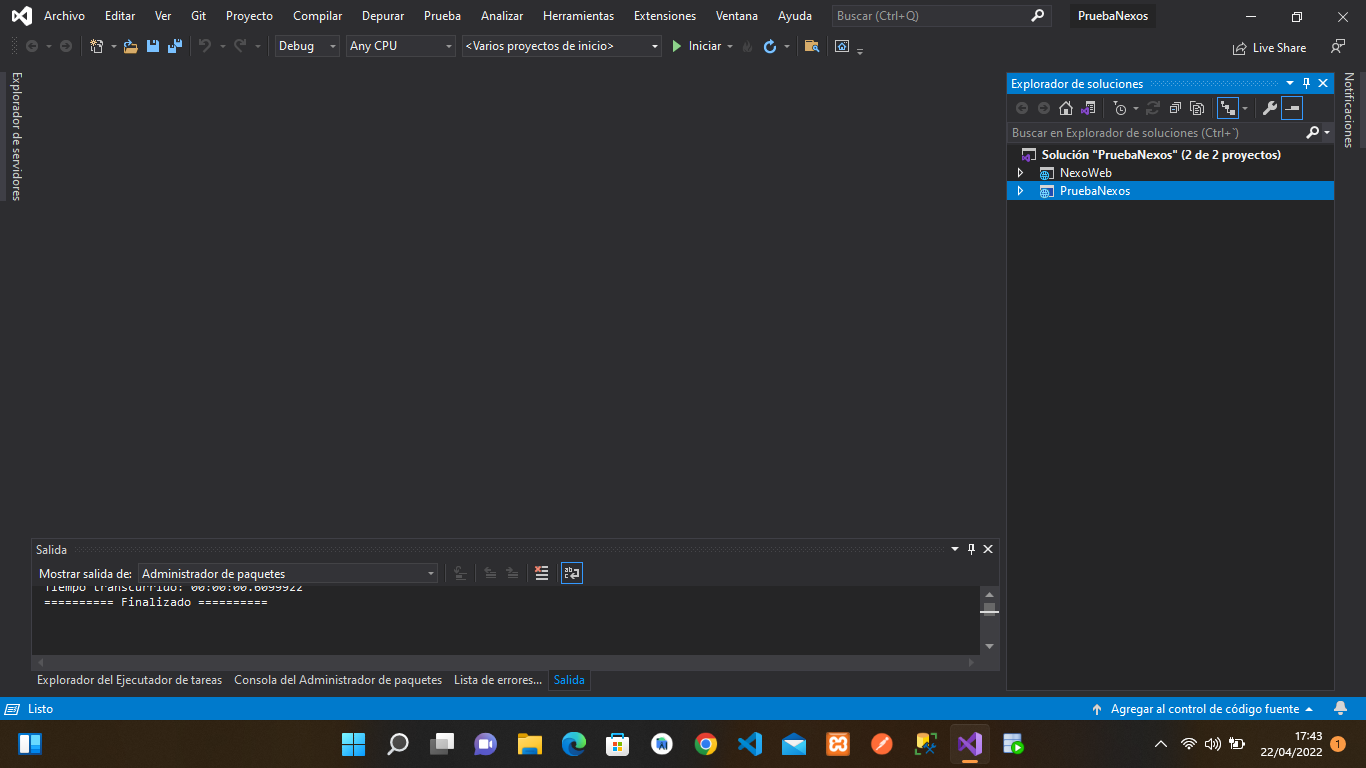 Archivo Editar Ver Git Proyecto Compilar Depurar Prueba Analizar Herramientas Extensiones Ventana Ayuda Buscar (Ctrl+Q) PruebaNexos
Debug Any CPU <Varios proyectos de inicio> Iniciar Live Share
Explorador de servidores
Explorador de soluciones
Buscar en Explorador de soluciones (Ctrl+`)
Solución "PruebaNexos" (2 de 2 proyectos)
NexoWeb
PruebaNexos
Notificaciones
Salida
Mostrar salida de: Administrador de paquetes
Tiempo transcurrido: 00:00:00.6099922
========== Finalizado ==========
Explorador del Ejecutador de tareas Consola del Administrador de paquetes Lista de errores... Salida
Listo Agregar al control de código fuente
17:43
22/04/2022
1